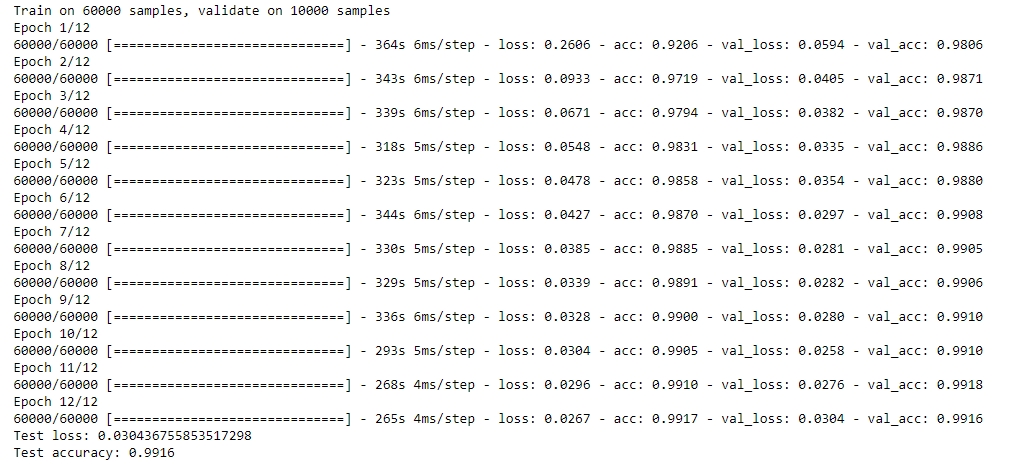 Train on 60000 samples, validate on 10000 samples
Epoch 1/12
60000/60000 [==============================] - 364s 6ms/step - loss: 0.2606 - acc: 0.9206 - val_loss: 0.0594 - val_acc: 0.9806
Epoch 2/12
60000/60000 [==============================] - 343s 6ms/step - loss: 0.0933 - acc: 0.9719 - val_loss: 0.0405 - val_acc: 0.9871
Epoch 3/12
60000/60000 [==============================] - 339s 6ms/step - loss: 0.0671 - acc: 0.9794 - val_loss: 0.0382 - val_acc: 0.9870
Epoch 4/12
60000/60000 [==============================] - 318s 5ms/step - loss: 0.0548 - acc: 0.9831 - val_loss: 0.0335 - val_acc: 0.9886
Epoch 5/12
60000/60000 [==============================] - 323s 5ms/step - loss: 0.0478 - acc: 0.9858 - val_loss: 0.0354 - val_acc: 0.9880
Epoch 6/12
60000/60000 [==============================] - 344s 6ms/step - loss: 0.0427 - acc: 0.9870 - val_loss: 0.0297 - val_acc: 0.9908
Epoch 7/12
60000/60000 [==============================] - 330s 5ms/step - loss: 0.0385 - acc: 0.9885 - val_loss: 0.0281 - val_acc: 0.9905
Epoch 8/12
60000/60000 [==============================] - 329s 5ms/step - loss: 0.0339 - acc: 0.9891 - val_loss: 0.0282 - val_acc: 0.9906
Epoch 9/12
60000/60000 [==============================] - 336s 6ms/step - loss: 0.0328 - acc: 0.9900 - val_loss: 0.0280 - val_acc: 0.9910
Epoch 10/12
60000/60000 [==============================] - 293s 5ms/step - loss: 0.0304 - acc: 0.9905 - val_loss: 0.0258 - val_acc: 0.9910
Epoch 11/12
60000/60000 [==============================] - 268s 4ms/step - loss: 0.0296 - acc: 0.9910 - val_loss: 0.0276 - val_acc: 0.9918
Epoch 12/12
60000/60000 [==============================] - 265s 4ms/step - loss: 0.0267 - acc: 0.9917 - val_loss: 0.0304 - val_acc: 0.9916
Test loss: 0.030436755853517298
Test accuracy: 0.9916